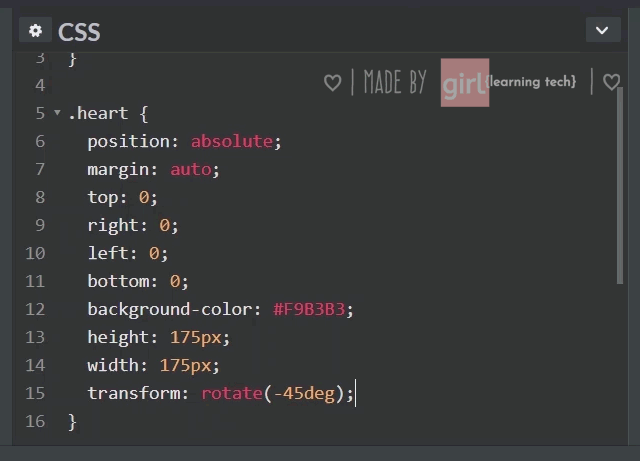 CSS
3 }
♡ | MADE BY girl{learning tech} | ♡
4
5 .heart {
6 position: absolute;
7 margin: auto;
8 top: 0;
9 right: 0;
10 left: 0;
11 bottom: 0;
12 background-color: #F9B3B3;
13 height: 175px;
14 width: 175px;
15 transform: rotate(-45deg);
16 }